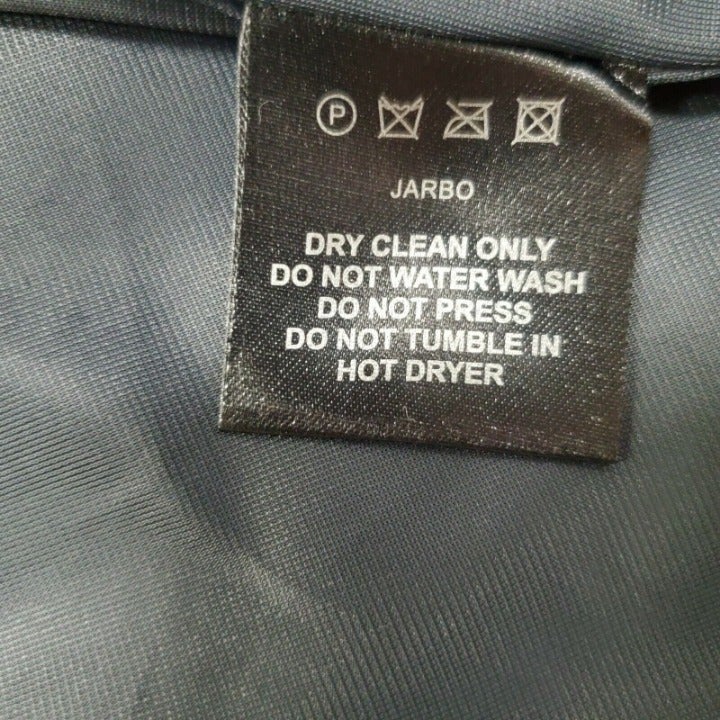 P
JARBO
DRY CLEAN ONLY
DO NOT WATER WASH
DO NOT PRESS
DO NOT TUMBLE IN
HOT DRYER